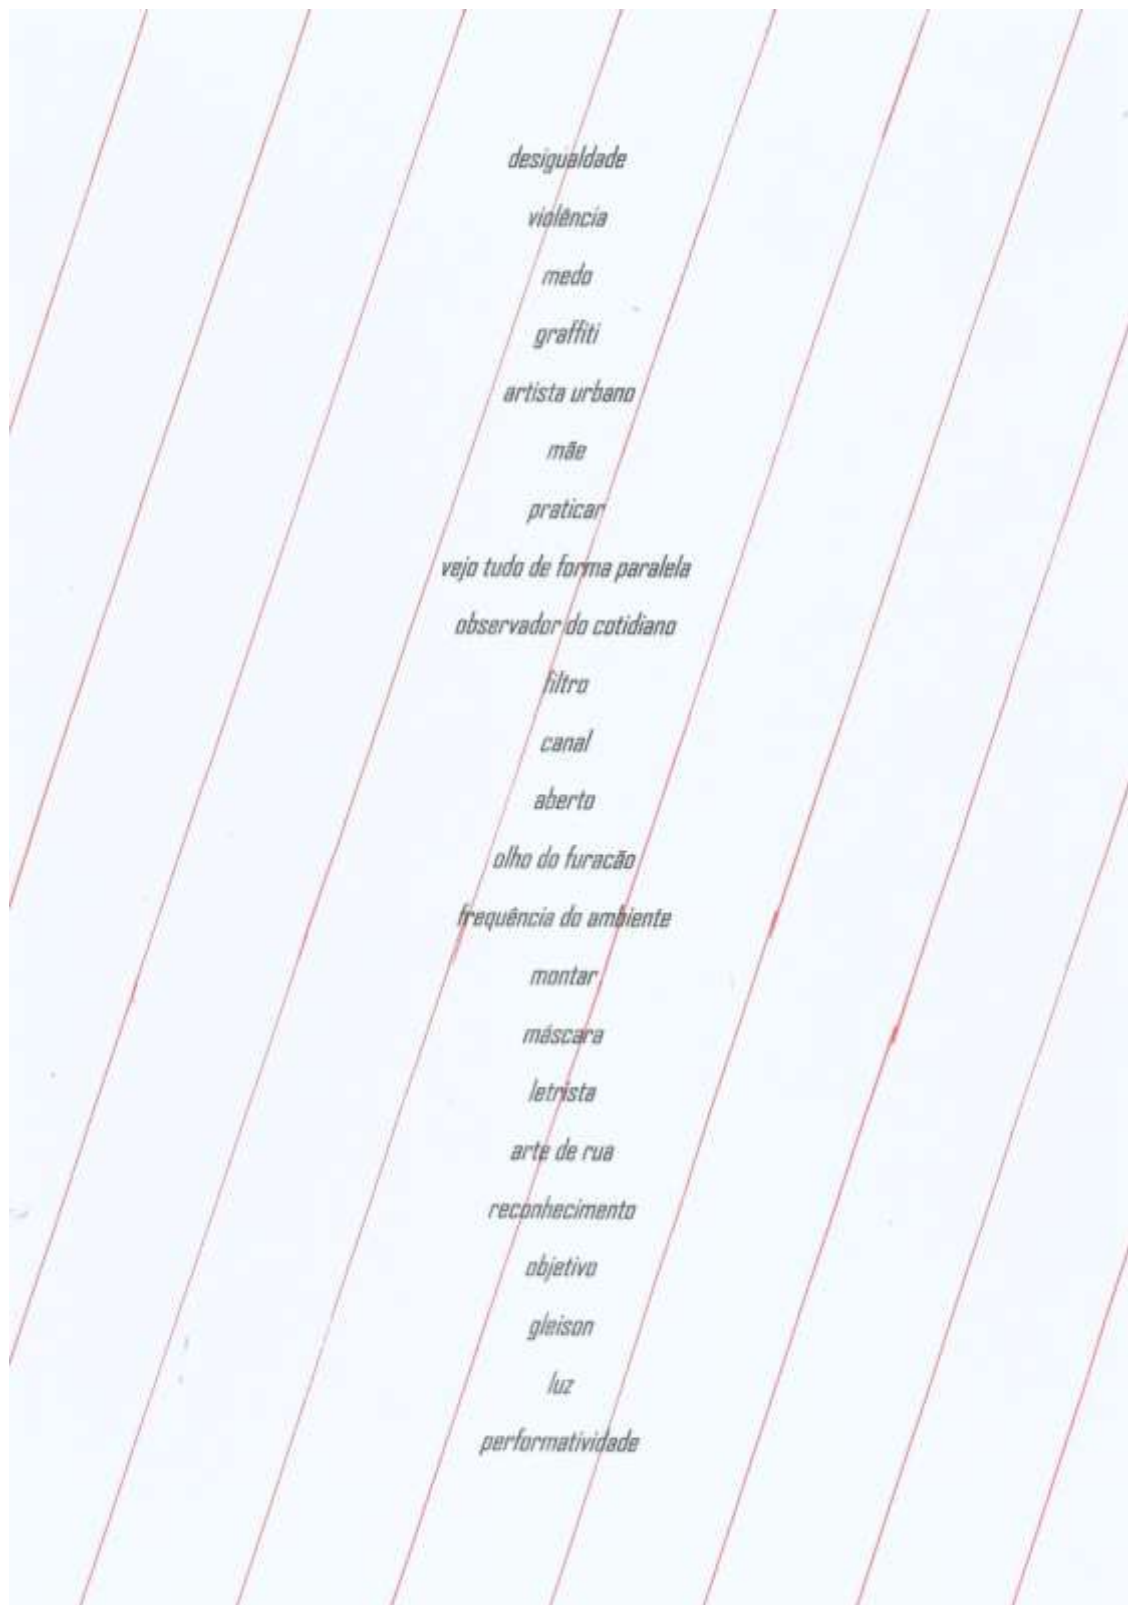 desigualdade
violência
medo
graffiti
artista urbano
mãe
praticar
vejo tudo de forma paralela
observador do cotidiano
filtro
canal
aberto
olho do furacão
frequência do ambiente
montar
máscara
letrista
arte de rua
reconhecimento
objetivo
gleison
luz
performatividade